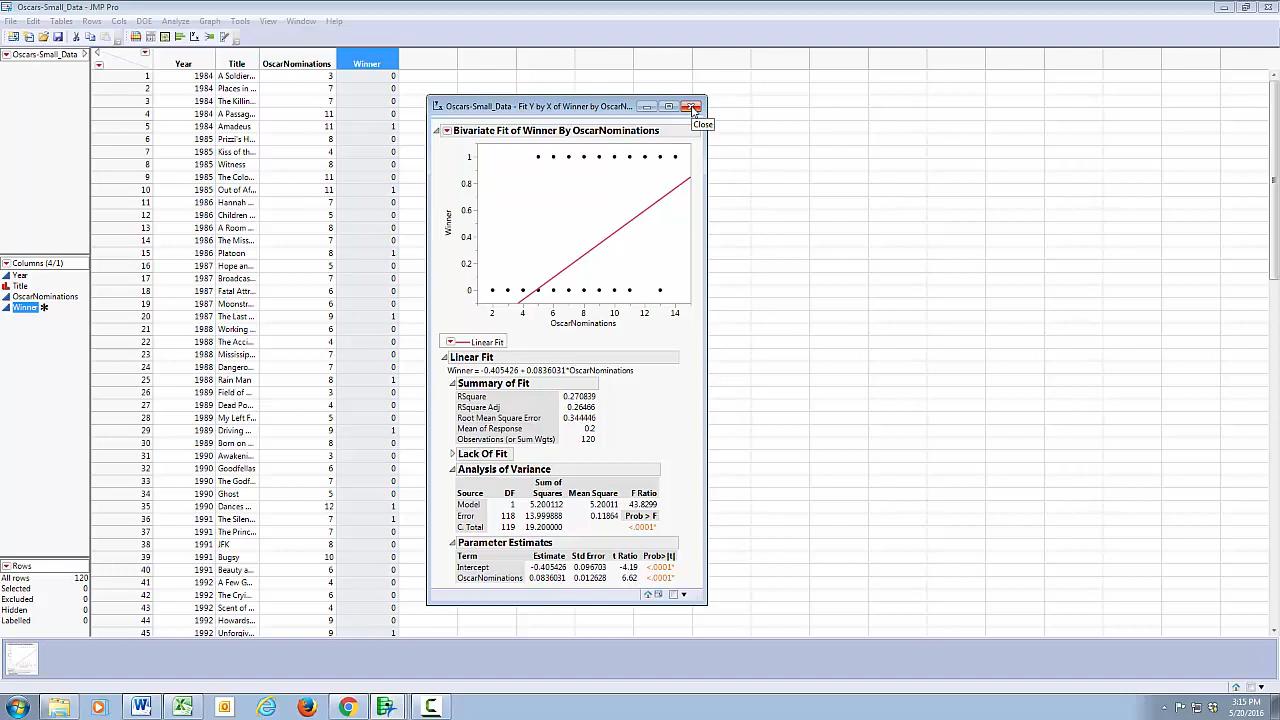 Oscars-Small_Data - JMP Pro
File Edit Tables Rows Cols DOE Analyze Graph Tools View Window Help
Oscars-Small_Data
Year Title OscarNominations Winner
1 1984 A Soldier... 3 0
2 1984 Places in ... 7 0
3 1984 The Killin... 7 0
4 1984 A Passag... 11 0
5 1984 Amadeus 11 1
6 1985 Prizzi's H... 8 0
7 1985 Kiss of th... 4 0
8 1985 Witness 8 0
9 1985 The Colo... 11 0
10 1985 Out of Af... 11 1
11 1986 Hannah ... 7 0
12 1986 Children ... 5 0
13 1986 A Room ... 8 0
14 1986 The Miss... 7 0
15 1986 Platoon 8 1
16 1987 Hope an... 5 0
17 1987 Broadcas... 7 0
18 1987 Fatal Attr... 6 0
19 1987 Moonstr... 6 0
20 1987 The Last ... 9 1
21 1988 Working ... 6 0
22 1988 The Acci... 4 0
23 1988 Mississip... 7 0
24 1988 Dangero... 7 0
25 1988 Rain Man 8 1
26 1989 Field of ... 3 0
27 1989 Dead Po... 4 0
28 1989 My Left F... 5 0
29 1989 Driving ... 9 1
30 1989 Born on ... 8 0
31 1990 Awakeni... 3 0
32 1990 Goodfellas 6 0
33 1990 The Godf... 7 0
34 1990 Ghost 5 0
35 1990 Dances ... 12 1
36 1991 The Silen... 7 1
37 1991 The Princ... 7 0
38 1991 JFK 8 0
39 1991 Bugsy 10 0
40 1991 Beauty a... 6 0
41 1992 A Few G... 4 0
42 1992 The Cryi... 6 0
43 1992 Scent of ... 4 0
44 1992 Howards... 9 0
45 1992 Unforgiv... 9 1
Columns (4/1)
Year
Title
OscarNominations
Winner
Rows
All rows 120
Selected 0
Excluded 0
Hidden 0
Labelled 0
Oscars-Small_Data - Fit Y by X of Winner by OscarN...
Close
Bivariate Fit of Winner By OscarNominations
1
0.8
0.6
0.4
0.2
0
Winner
2 4 6 8 10 12 14
OscarNominations
Linear Fit
Linear Fit
Winner = -0.405426 + 0.0836031*OscarNominations
Summary of Fit
RSquare 0.270839
RSquare Adj 0.26466
Root Mean Square Error 0.344446
Mean of Response 0.2
Observations (or Sum Wgts) 120
Lack Of Fit
Analysis of Variance
Sum of
Source DF Squares Mean Square F Ratio
Model 1 5.200112 5.20011 43.8299
Error 118 13.999888 0.11864 Prob > F
C. Total 119 19.200000 <.0001*
Parameter Estimates
Term Estimate Std Error t Ratio Prob>|t|
Intercept -0.405426 0.096703 -4.19 <.0001*
OscarNominations 0.0836031 0.012628 6.62 <.0001*
3:15 PM
5/20/2016